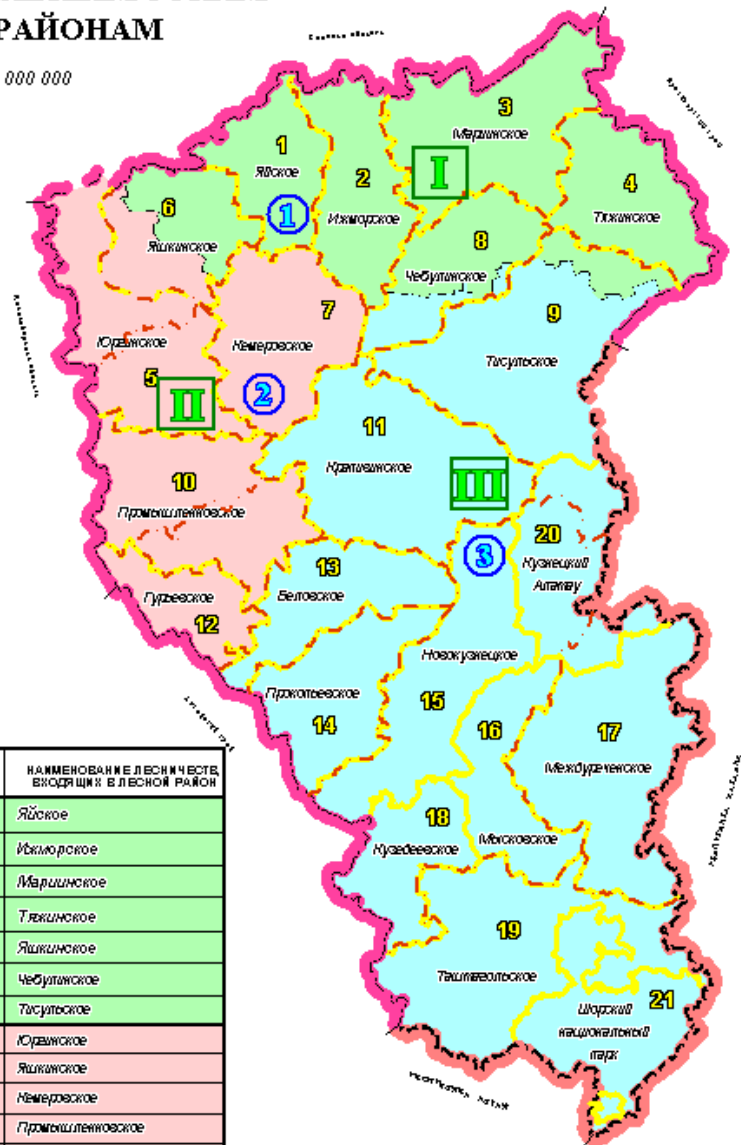 РАЙОНАМ
000 000
1
Яйское
2
Ижморское
3
Мариинское
4
Тяжинское
I
6
Яшкинское
1
8
Чебулинское
7
Кемеровское
9
Тисульское
Юргинское
5
II
2
11
Крапивинское
III
10
Промышленновское
20
Кузнецкий
Алатау
3
13
Беловское
Гурьевское
12
Новокузнецкое
Прокопьевское
14
15
16
17
Междуреченское
18
Кузедеевское
Мысковское
19
Таштагольское
21
Шорский
национальный
парк
НАИМЕНОВАНИЕ ЛЕСНИЧЕСТВ,
ВХОДЯЩИХ В ЛЕСНОЙ РАЙОН
Яйское
Ижморское
Мариинское
Тяжинское
Яшкинское
Чебулинское
Тисульское
Юргинское
Яшкинское
Кемеровское
Промышленновское